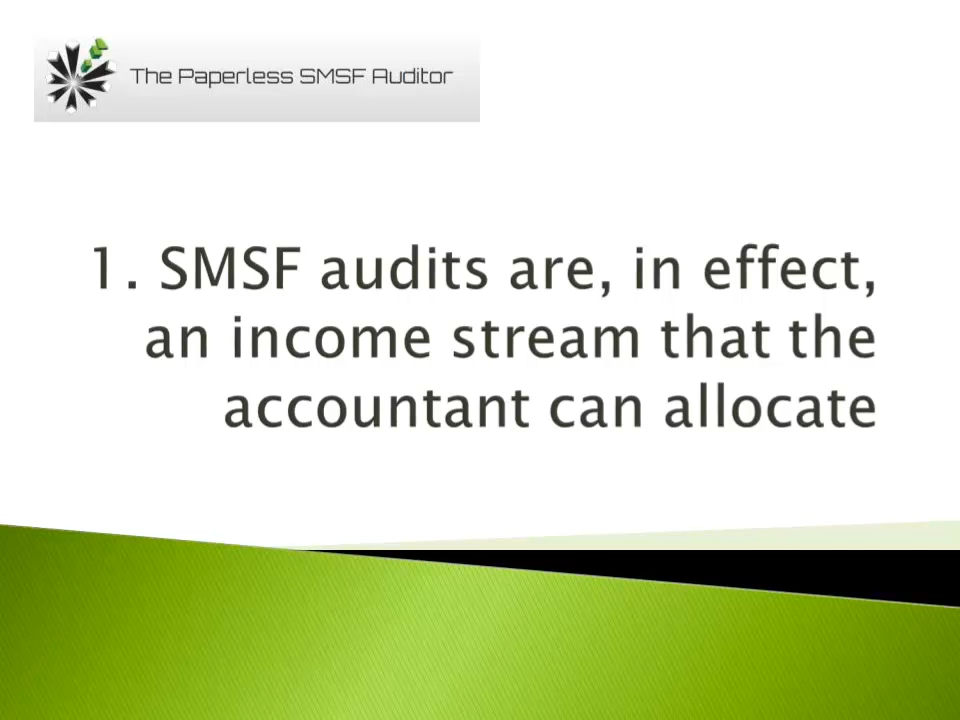 The Paperless SMSF Auditor
1. SMSF audits are, in effect,
an income stream that the
accountant can allocate